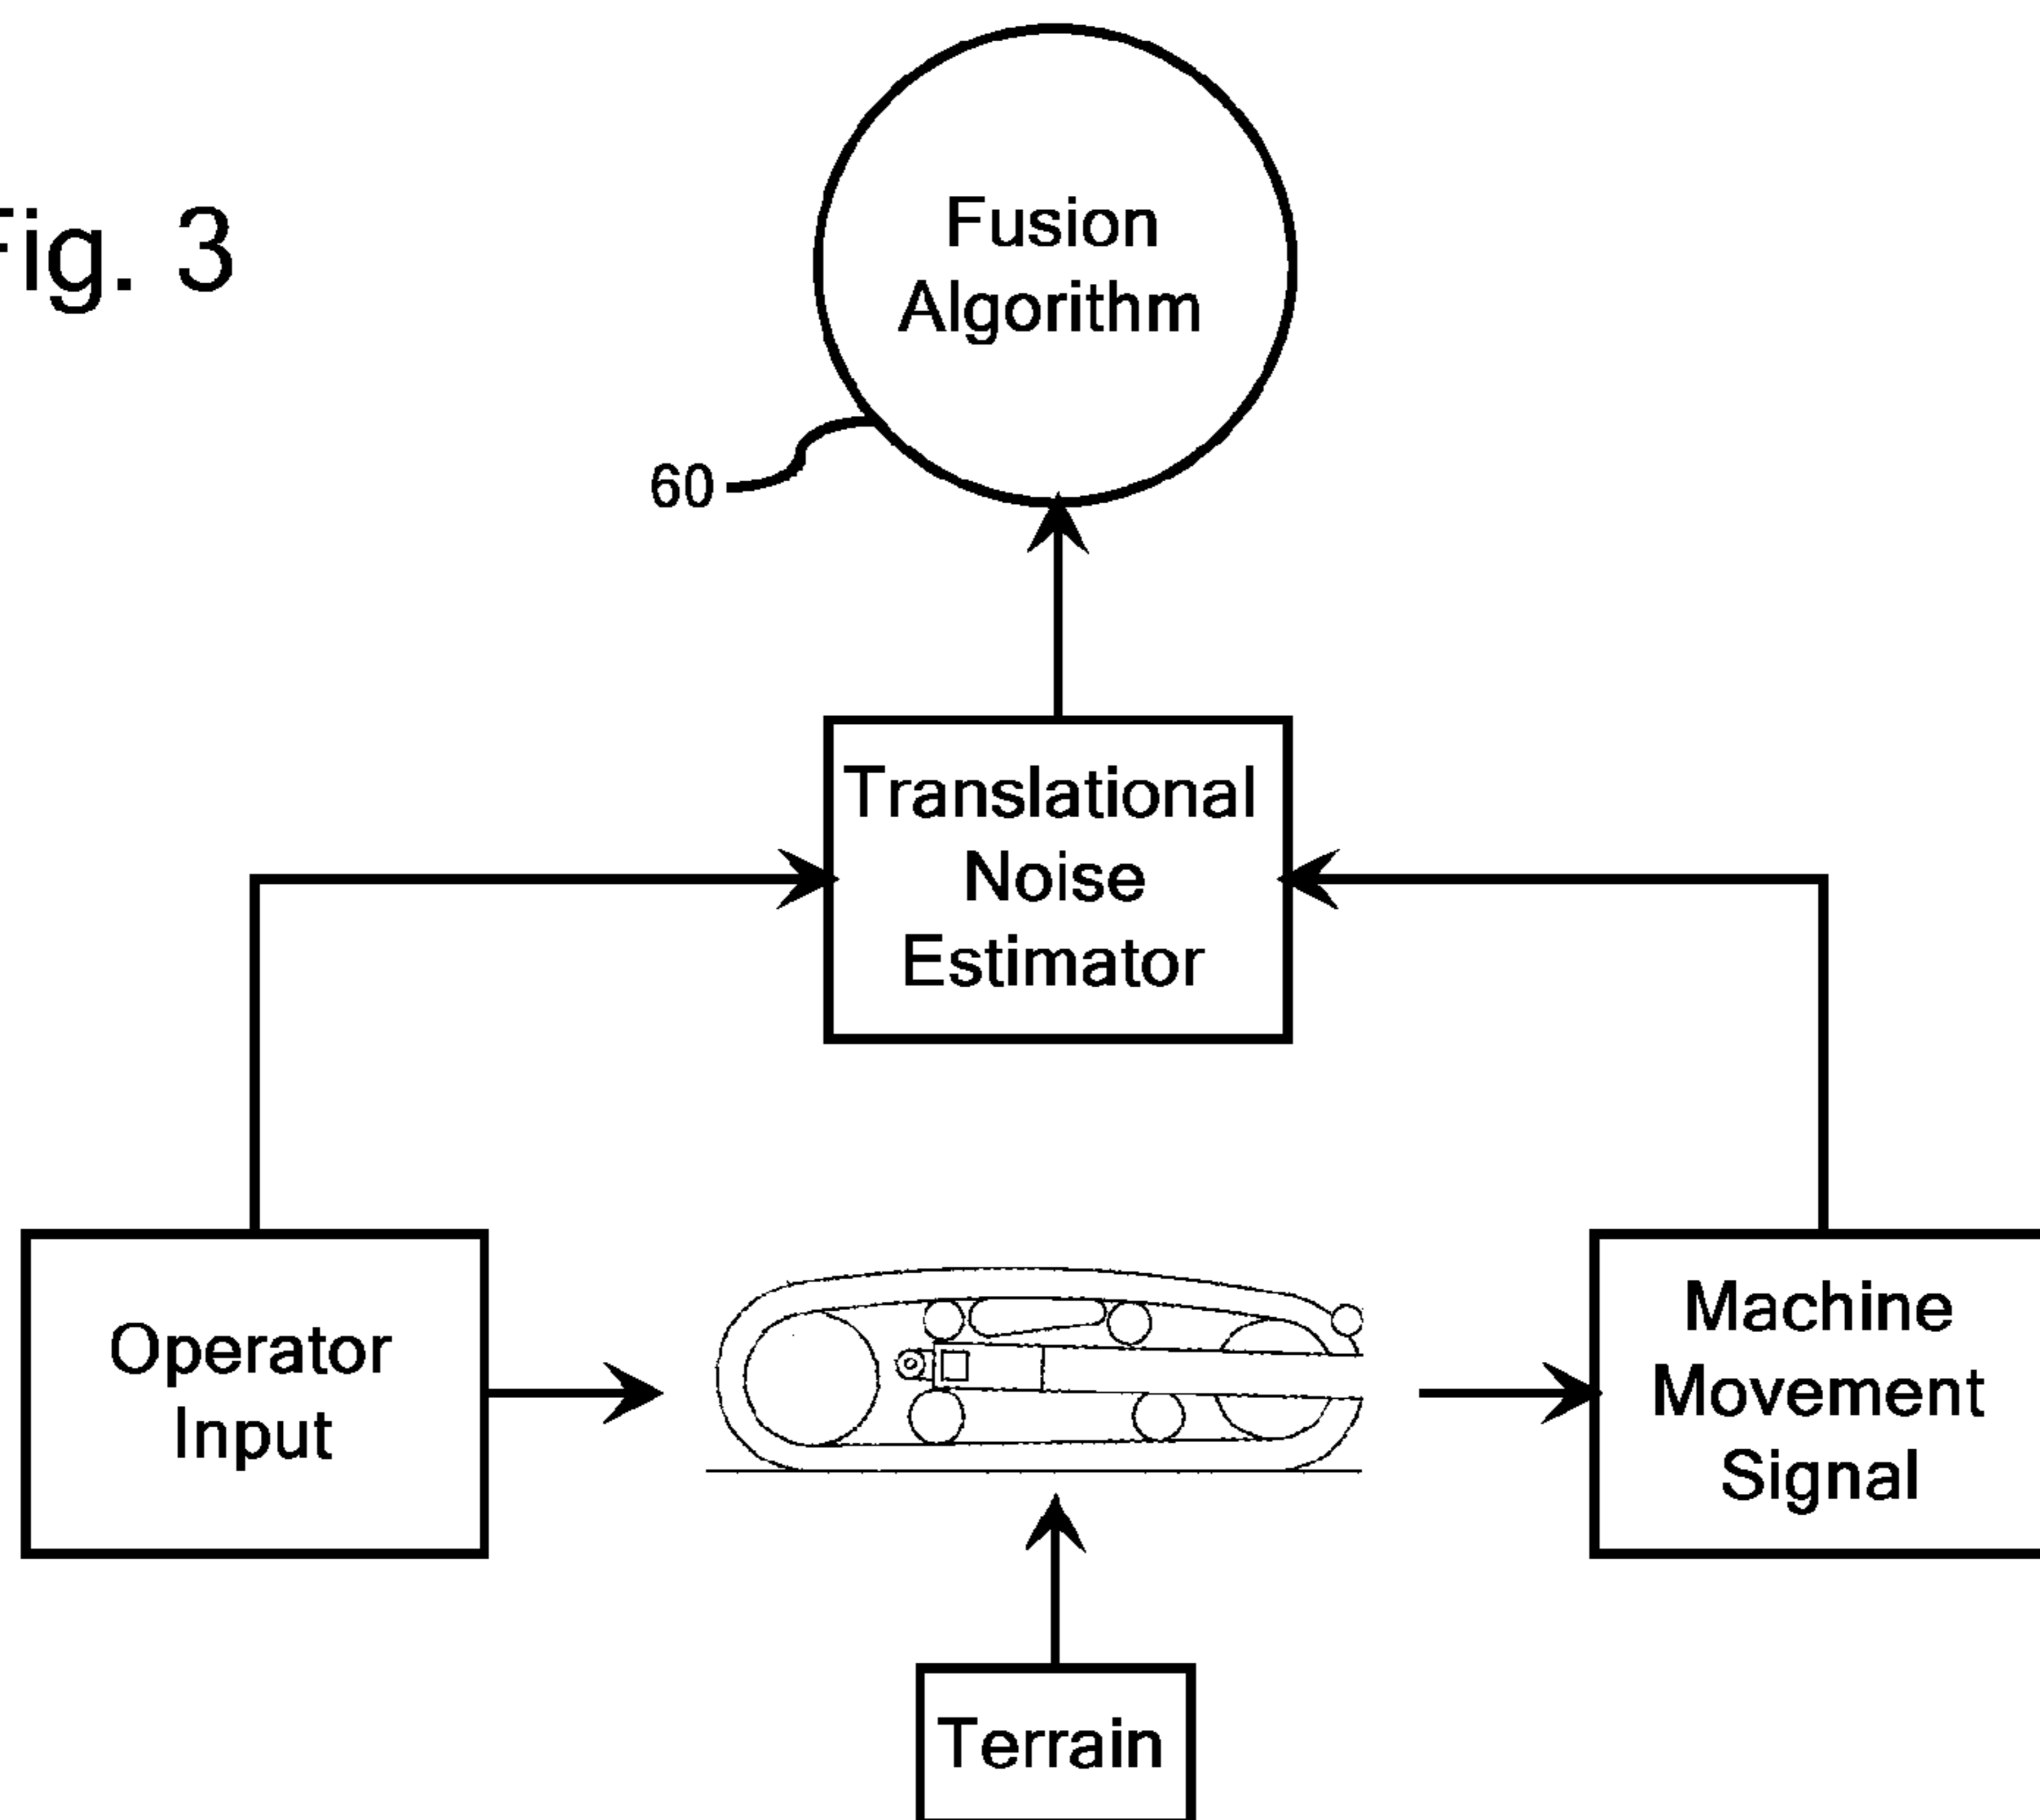 Fig. 3
Fusion
Algorithm
60
Translational
Noise
Estimator
Operator
Input
Machine
Movement
Signal
Terrain